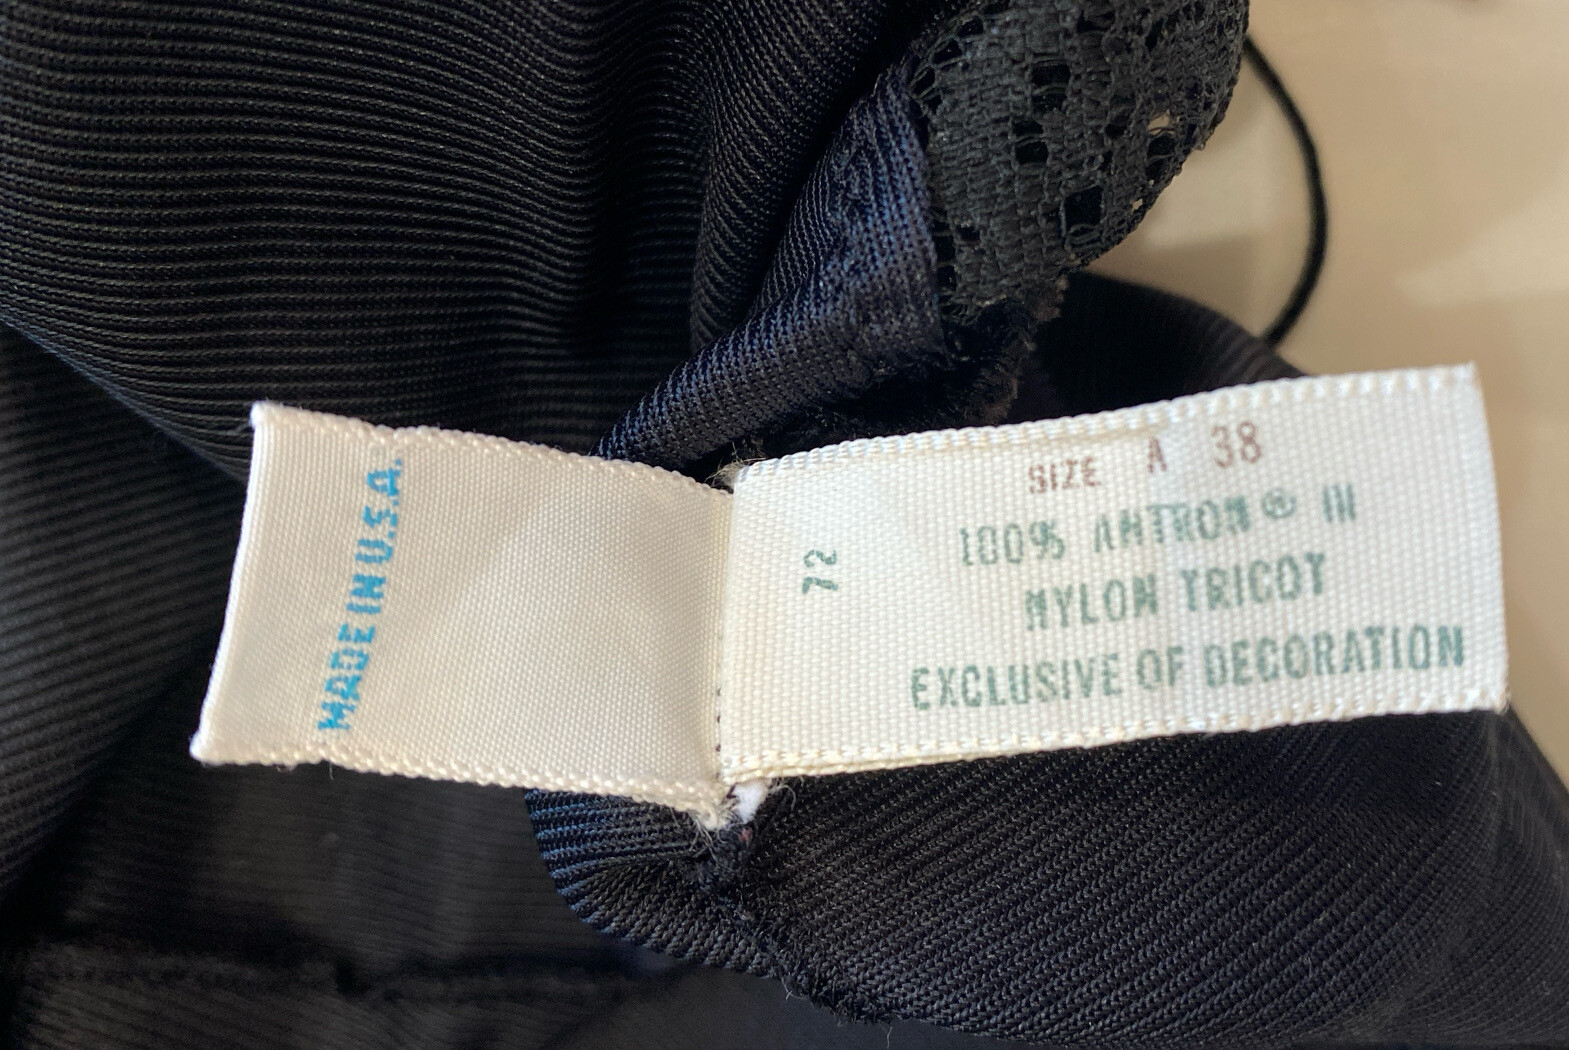 MADE IN U.S.A.
SIZE A 38
72
100% ANTRON® III
NYLON TRICOT
EXCLUSIVE OF DECORATION